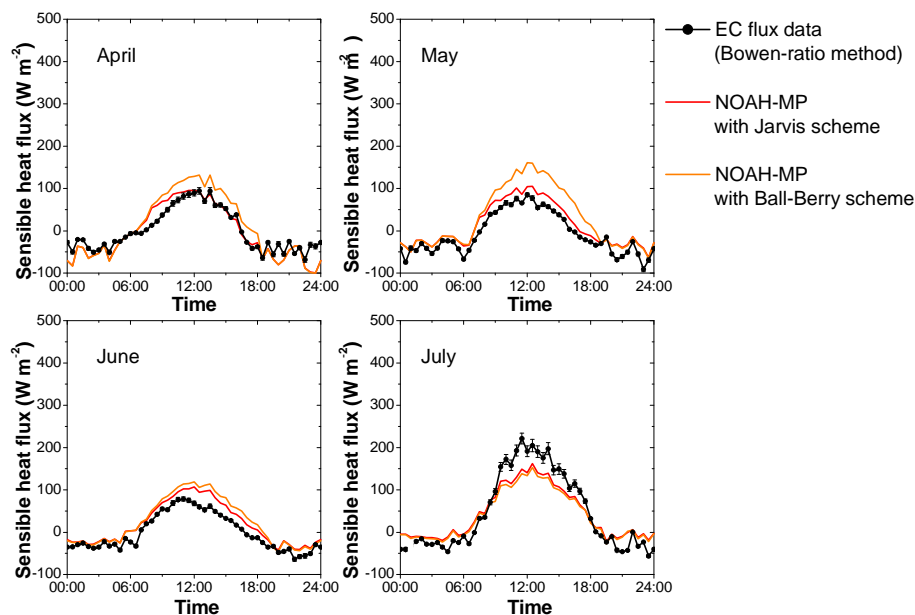 April
Sensible heat flux (W m-2)
500
400
300
200
100
0
-100
00:00 06:00 12:00 18:00 24:00
Time
May
Sensible heat flux (W m-2)
500
400
300
200
100
0
-100
00:00 06:00 12:00 18:00 24:00
Time
EC flux data
(Bowen-ratio method)
NOAH-MP
with Jarvis scheme
NOAH-MP
with Ball-Berry scheme
June
Sensible heat flux (W m-2)
500
400
300
200
100
0
-100
00:00 06:00 12:00 18:00 24:00
Time
July
Sensible heat flux (W m-2)
500
400
300
200
100
0
-100
00:00 06:00 12:00 18:00 24:00
Time